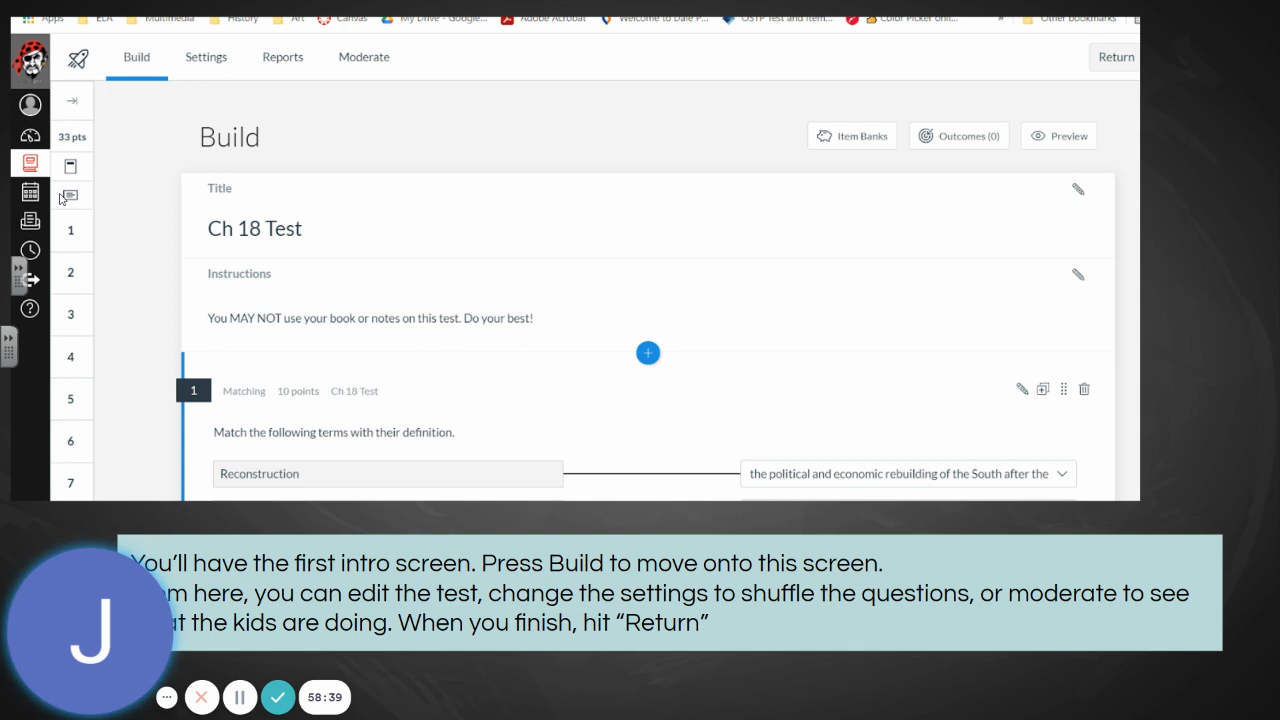 Apps ELA Multimedia History Art Canvas My Drive - Google... Adobe Acrobat Welcome to Dale P... OSTP Test and Item... Color Picker onli... » Other bookmarks
Build Settings Reports Moderate Return
33 pts
Build Item Banks Outcomes (0) Preview
Title
Ch 18 Test
1
Instructions
2
You MAY NOT use your book or notes on this test. Do your best!
3
4
1 Matching 10 points Ch 18 Test
5
Match the following terms with their definition.
6
Reconstruction the political and economic rebuilding of the South after the
7
You'll have the first intro screen. Press Build to move onto this screen.
here, you can edit the test, change the settings to shuffle the questions, or moderate to see
the kids are doing. When you finish, hit “Return”
J
58:39